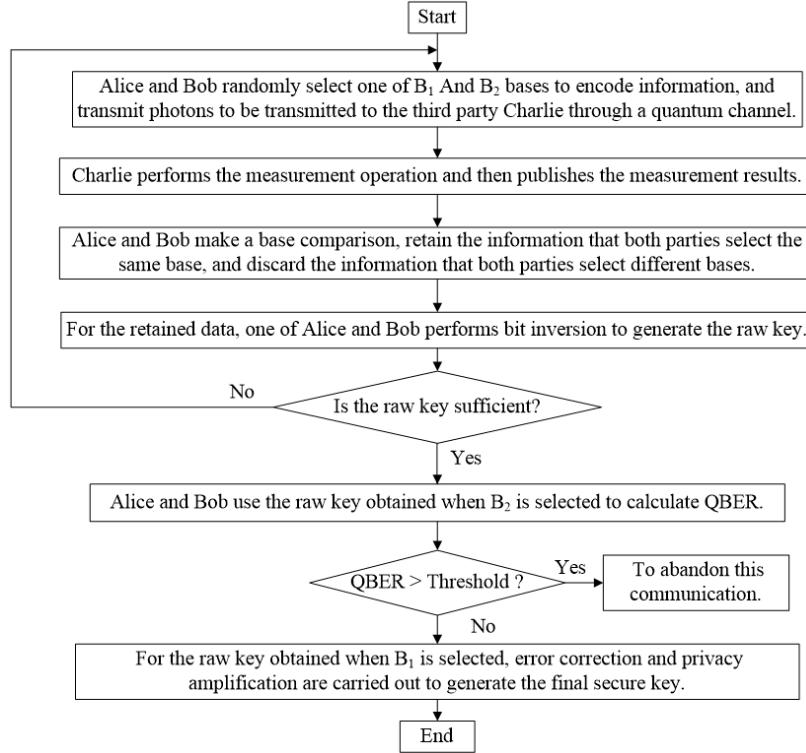 Start
Alice and Bob randomly select one of B₁ And B₂ bases to encode information, and
transmit photons to be transmitted to the third party Charlie through a quantum channel.
Charlie performs the measurement operation and then publishes the measurement results.
Alice and Bob make a base comparison, retain the information that both parties select the
same base, and discard the information that both parties select different bases.
For the retained data, one of Alice and Bob performs bit inversion to generate the raw key.
No
Is the raw key sufficient?
Yes
Alice and Bob use the raw key obtained when B₂ is selected to calculate QBER.
QBER > Threshold ?
Yes
To abandon this
communication.
No
For the raw key obtained when B₁ is selected, error correction and privacy
amplification are carried out to generate the final secure key.
End